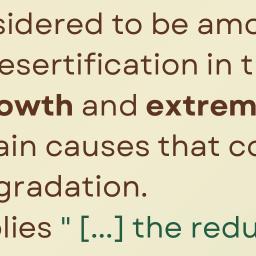 sidered to be amo
esertification in t
owth and extrem
ain causes that co
gradation.
plies " [...] the redu